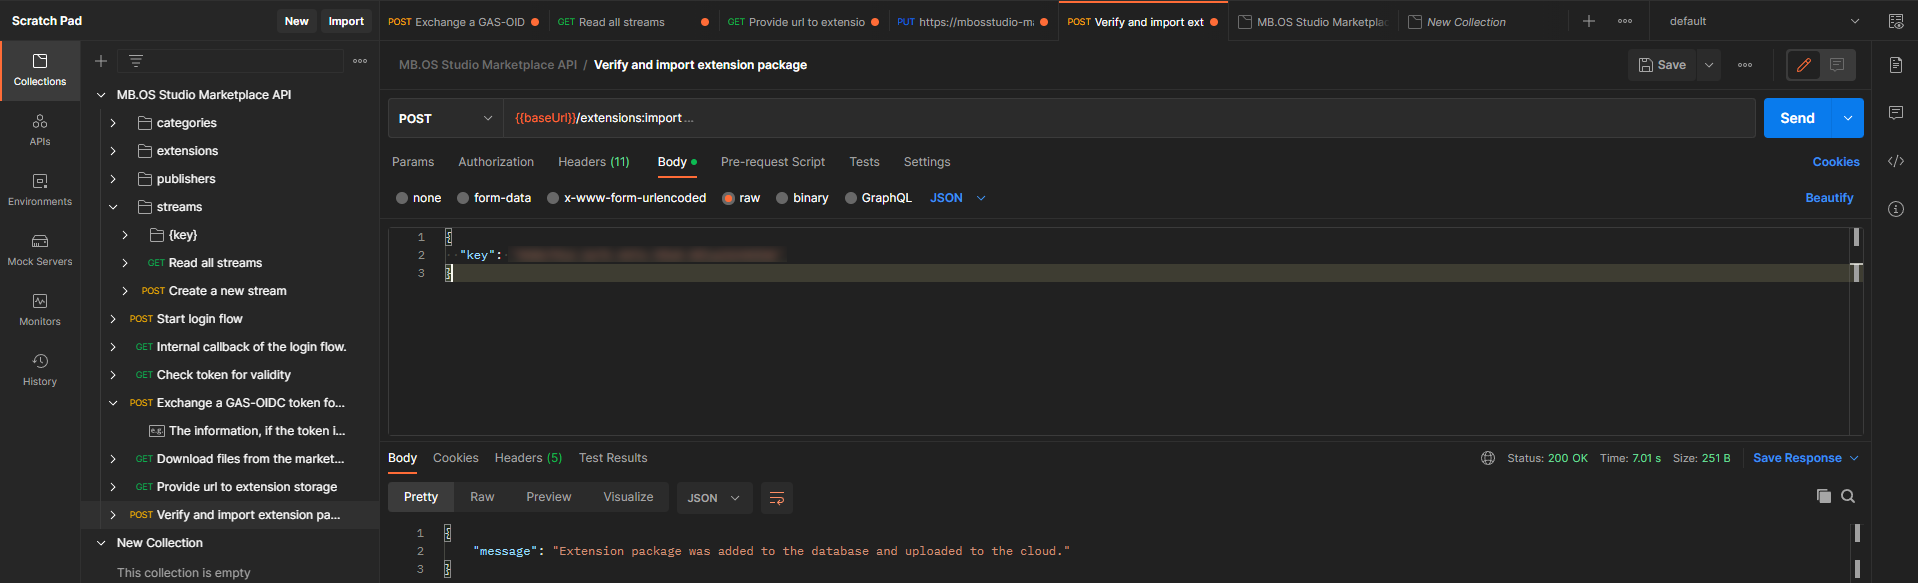 Scratch Pad New Import
POST Exchange a GAS-OID GET Read all streams GET Provide url to extensio PUT https://mbosstudio-m POST Verify and import ext MB.OS Studio Marketplac New Collection default
Collections
APIs
Environments
Mock Servers
Monitors
History
MB.OS Studio Marketplace API
categories
extensions
publishers
streams
{key}
GET Read all streams
POST Create a new stream
POST Start login flow
GET Internal callback of the login flow.
GET Check token for validity
POST Exchange a GAS-OIDC token fo...
e.g. The information, if the token i...
GET Download files from the market...
GET Provide url to extension storage
POST Verify and import extension pa...
New Collection
This collection is empty
MB.OS Studio Marketplace API / Verify and import extension package Save
POST {{baseUrl}}/extensions:import ... Send
Params Authorization Headers (11) Body Pre-request Script Tests Settings Cookies
none form-data x-www-form-urlencoded raw binary GraphQL JSON Beautify
1 {
2 "key":
3 }
Body Cookies Headers (5) Test Results Status: 200 OK Time: 7.01 s Size: 251 B Save Response
Pretty Raw Preview Visualize JSON
1 {
2 "message": "Extension package was added to the database and uploaded to the cloud."
3 }